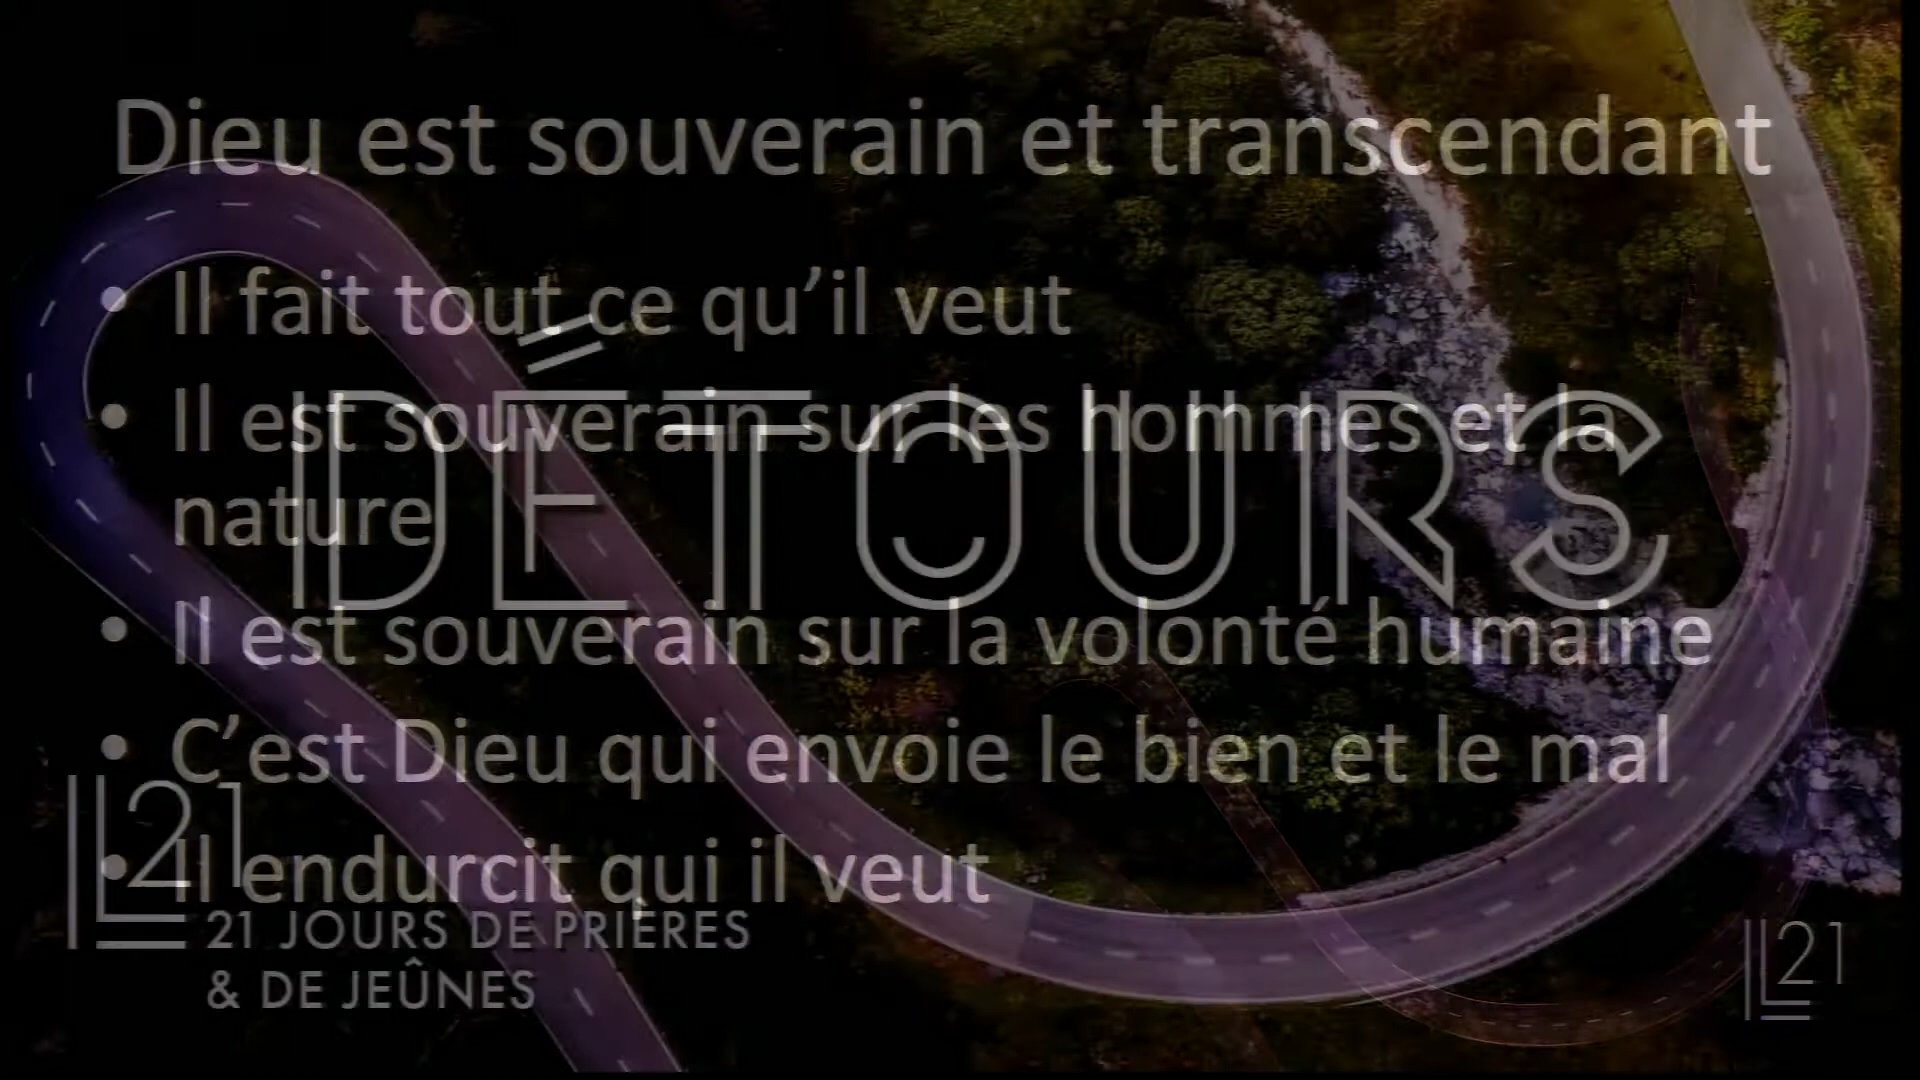 Dieu est souverain et transcendant
• Il fait tout ce qu’il veut
• Il est souverain sur les hommes et la
nature
• Il est souverain sur la volonté humaine
• C’est Dieu qui envoie le bien et le mal
• Il endurcit qui il veut
DÉTOURS
L21
21 JOURS DE PRIÈRES
& DE JEÛNES
L21